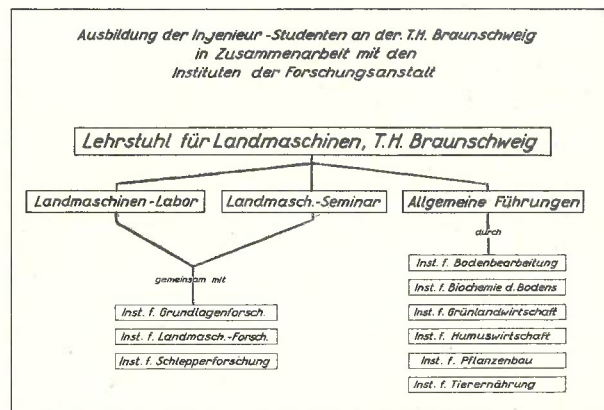 Ausbildung der Ingenieur-Studenten an der T.H. Braunschweig
in Zusammenarbeit mit den
Instituten der Forschungsanstalt
Lehrstuhl für Landmaschinen, T.H. Braunschweig
Landmaschinen-Labor
Landmasch.-Seminar
Allgemeine Führungen
gemeinsam mit
Inst. f. Grundlagenforsch.
Inst. f. Landmasch.-Forsch.
Inst. f. Schlepperforschung
durch
Inst. f. Bodenbearbeitung
Inst. f. Biochemie d. Bodens
Inst. f. Grünlandwirtschaft
Inst. f. Humuswirtschaft
Inst. f. Pflanzenbau
Inst. f. Tierernährung